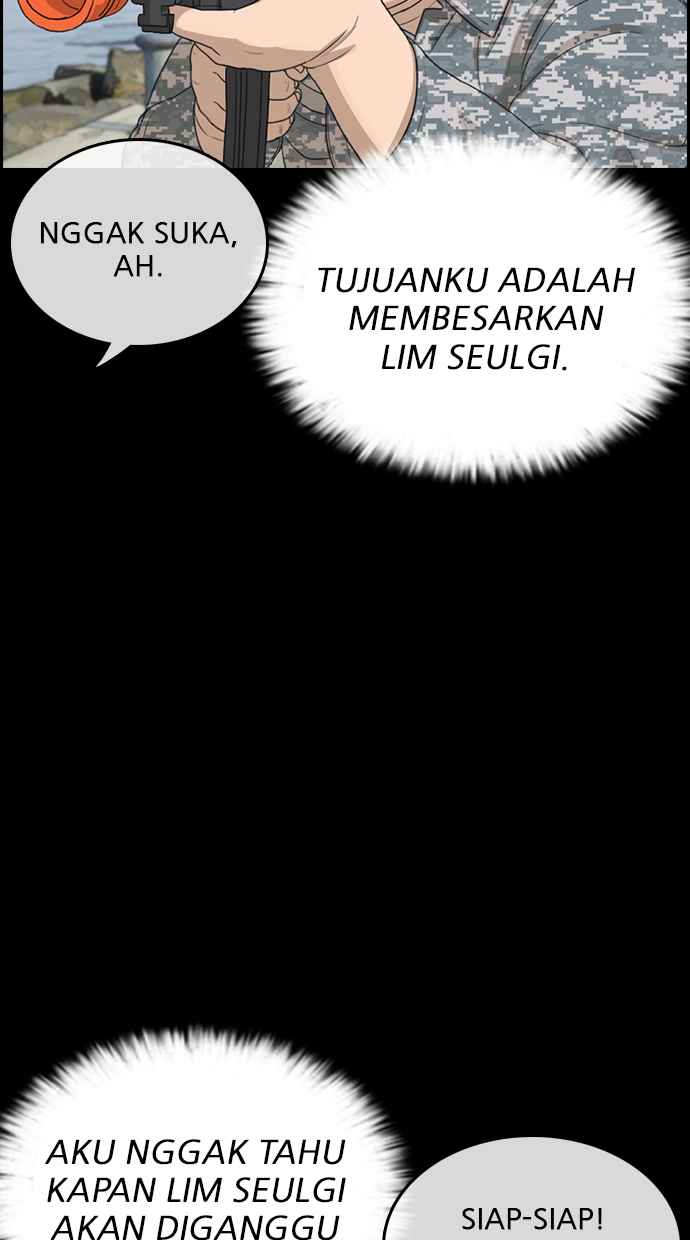 NGGAK SUKA,
AH.
TUJUANKU ADALAH
MEMBESARKAN
LIM SEULGI.
AKU NGGAK TAHU
KAPAN LIM SEULGI
AKAN DIGANGGU
SIAP-SIAP!